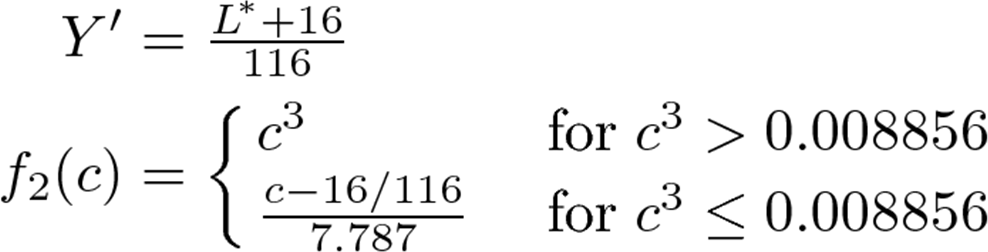 Y′ = L*+16 / 116
f₂(c) = { c³ for c³ > 0.008856
c−16/116 / 7.787 for c³ ≤ 0.008856